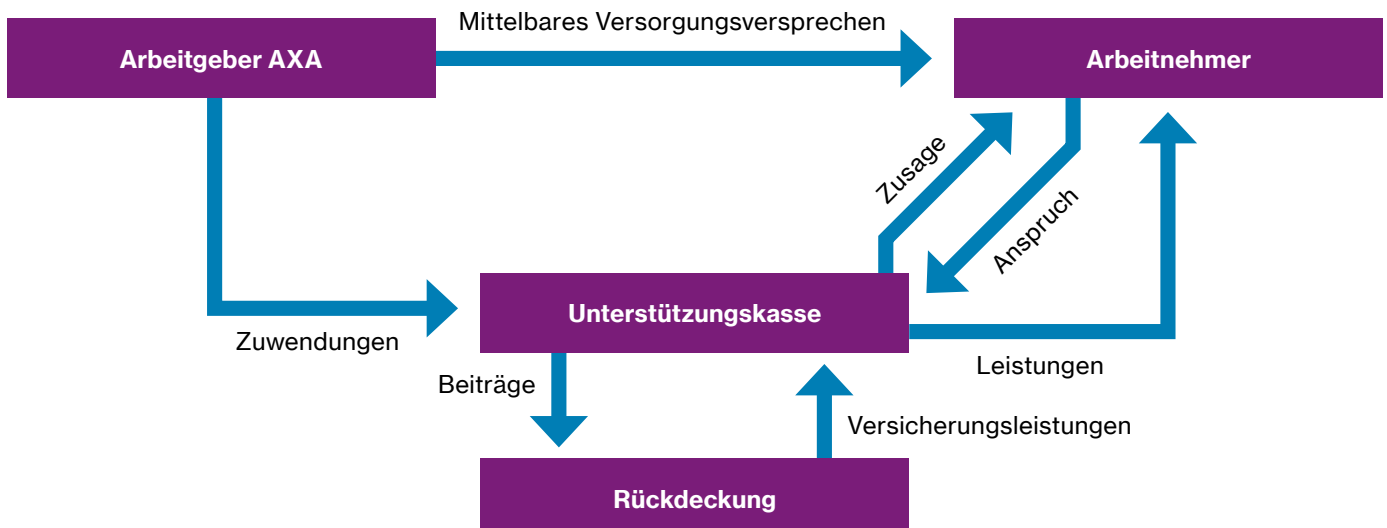 Mittelbares Versorgungsversprechen
Arbeitgeber AXA
Arbeitnehmer
Zusage
Anspruch
Unterstützungskasse
Zuwendungen
Leistungen
Beiträge
Versicherungsleistungen
Rückdeckung